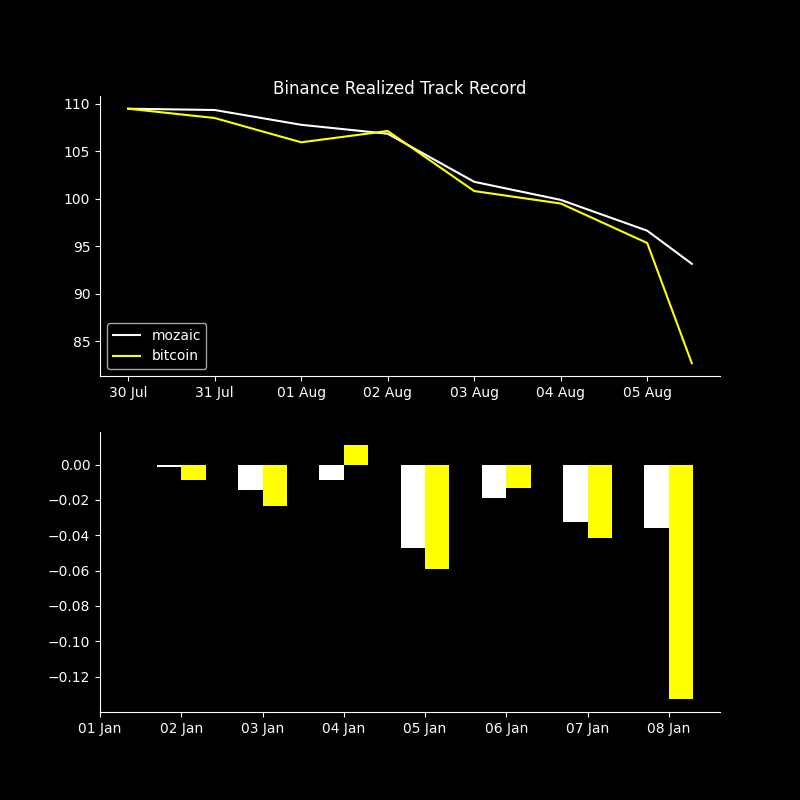 Binance Realized Track Record
110
105
100
95
90
85
mozaic
bitcoin
30 Jul 31 Jul 01 Aug 02 Aug 03 Aug 04 Aug 05 Aug
0.00
−0.02
−0.04
−0.06
−0.08
−0.10
−0.12
01 Jan 02 Jan 03 Jan 04 Jan 05 Jan 06 Jan 07 Jan 08 Jan